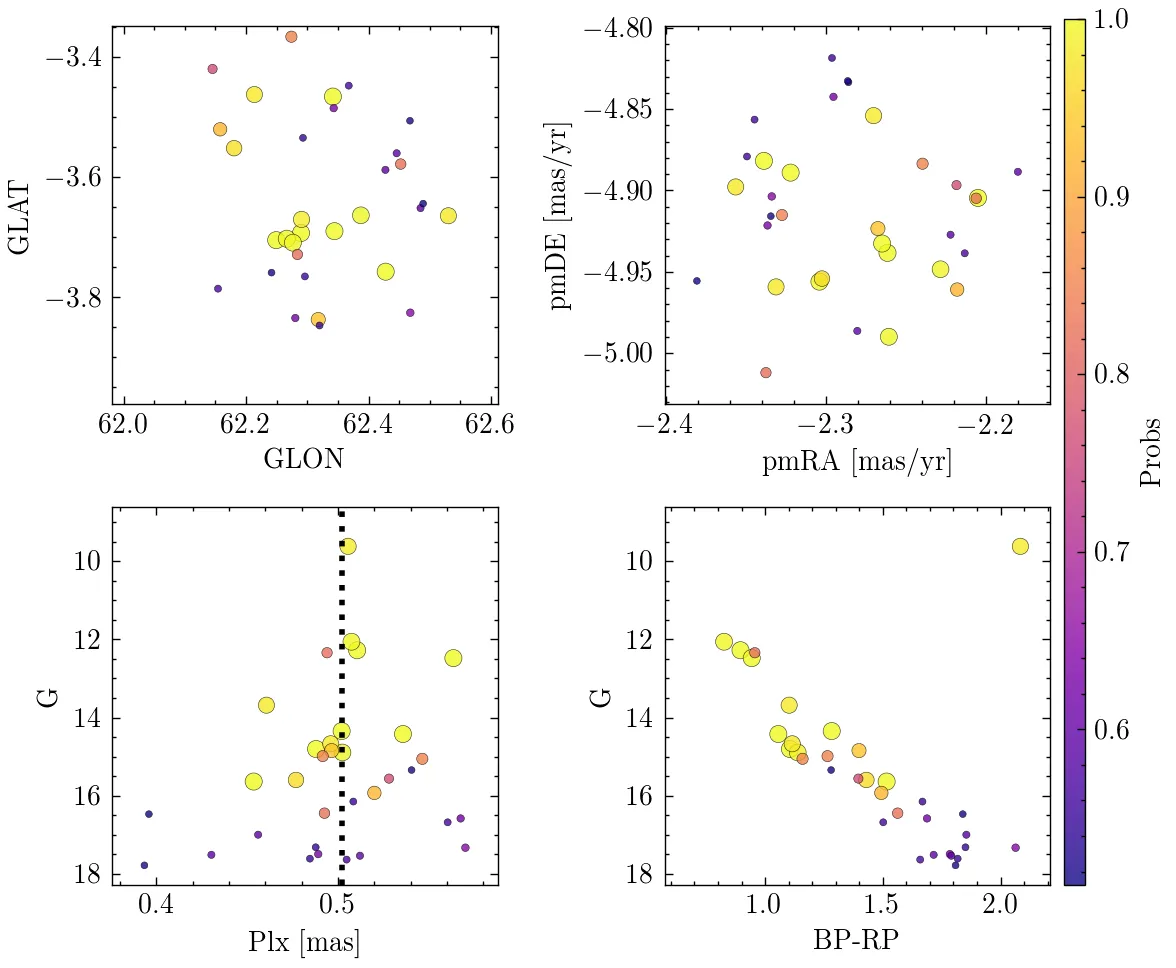 −3.4
−3.6
−3.8
GLAT
62.0 62.2 62.4 62.6
GLON
−4.80
−4.85
−4.90
−4.95
−5.00
pmDE [mas/yr]
−2.4 −2.3 −2.2
pmRA [mas/yr]
1.0
0.9
0.8
0.7
0.6
Probs
10
12
14
16
18
G
0.4 0.5
Plx [mas]
10
12
14
16
18
G
1.0 1.5 2.0
BP-RP